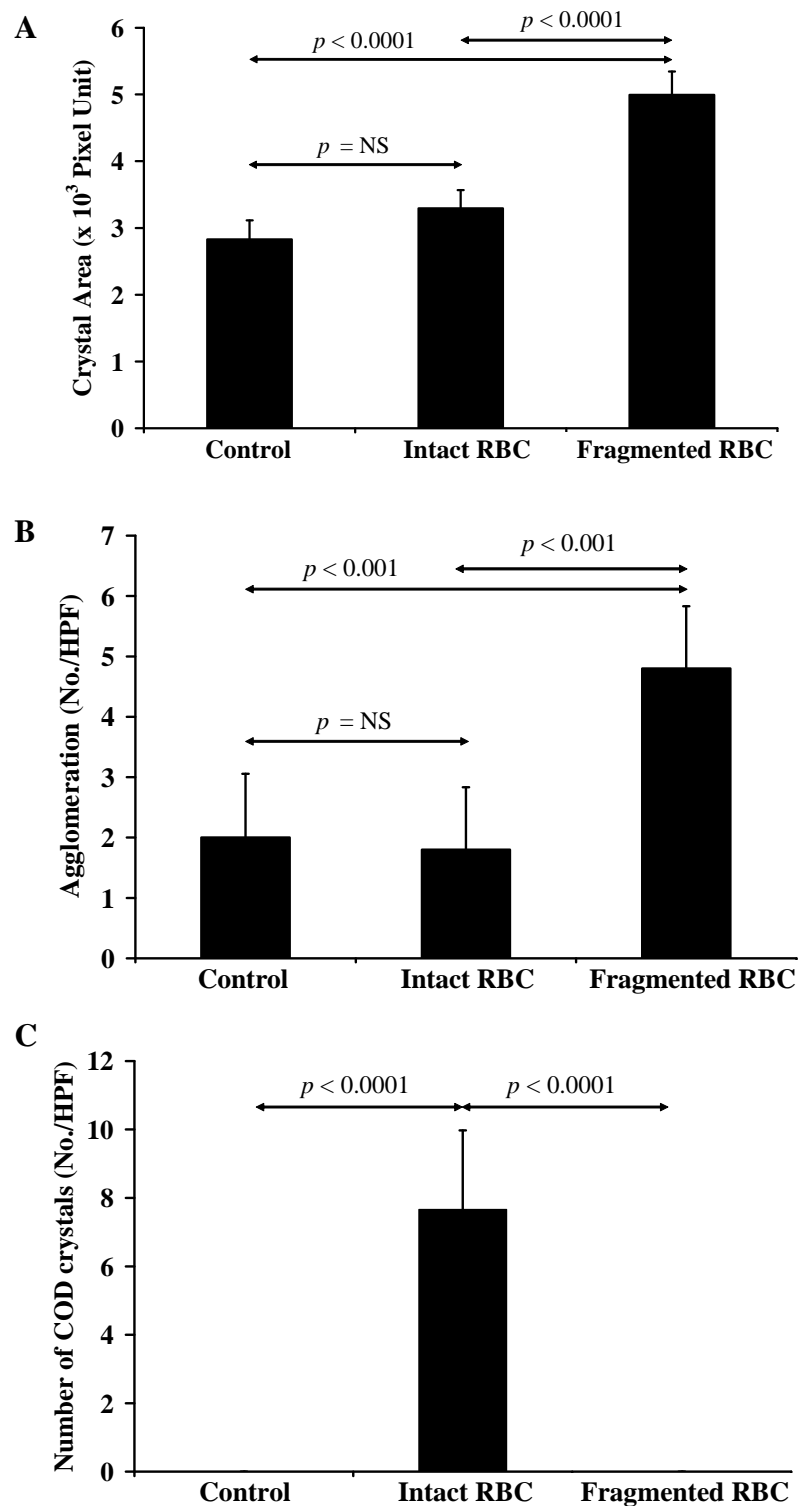 A
Crystal Area (x 10³ Pixel Unit)
6
5
4
3
2
1
0
p < 0.0001
p < 0.0001
p = NS
Control
Intact RBC
Fragmented RBC
B
Agglomeration (No./HPF)
7
6
5
4
3
2
1
0
p < 0.001
p < 0.001
p = NS
Control
Intact RBC
Fragmented RBC
C
Number of COD crystals (No./HPF)
12
10
8
6
4
2
0
p < 0.0001
p < 0.0001
Control
Intact RBC
Fragmented RBC